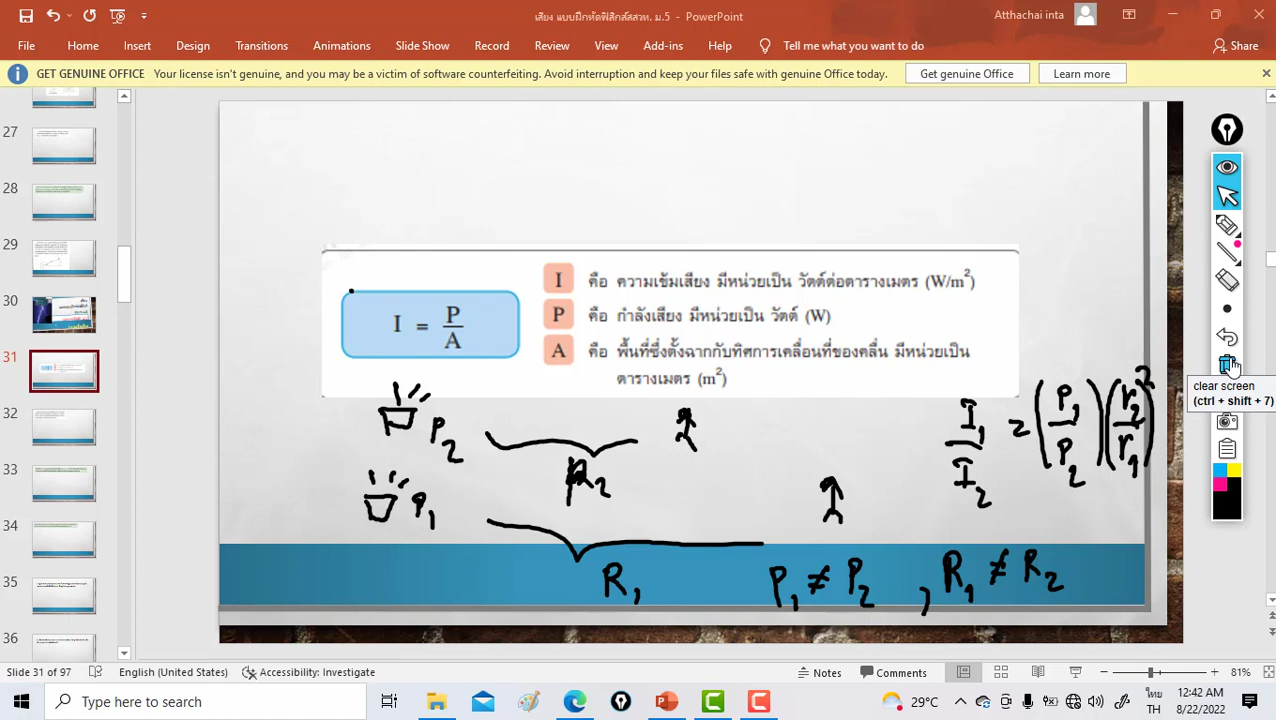 เสียง แบบฝึกหัดฟิสิกส์สสวท. ม.5 - PowerPoint
Atthachai inta
File Home Insert Design Transitions Animations Slide Show Record Review View Add-ins Help Tell me what you want to do Share
GET GENUINE OFFICE Your license isn't genuine, and you may be a victim of software counterfeiting. Avoid interruption and keep your files safe with genuine Office today. Get genuine Office Learn more
27
28
29
30
31
32
33
34
35
36
I = P/A
I คือ ความเข้มเสียง มีหน่วยเป็น วัตต์ต่อตารางเมตร (W/m²)
P คือ กำลังเสียง มีหน่วยเป็น วัตต์ (W)
A คือ พื้นที่ซึ่งตั้งฉากกับทิศการเคลื่อนที่ของคลื่น มีหน่วยเป็น
ตารางเมตร (m²)
P₂
R₂
I₁/I₂ = (P₁/P₂)(r₂/r₁)²
P₁
R₁
P₁ ≠ P₂ , R₁ ≠ R₂
clear screen
(ctrl + shift + 7)
Slide 31 of 97 English (United States) Accessibility: Investigate Notes Comments 81%
Type here to search
29°C
ไทย
TH
12:42 AM
8/22/2022